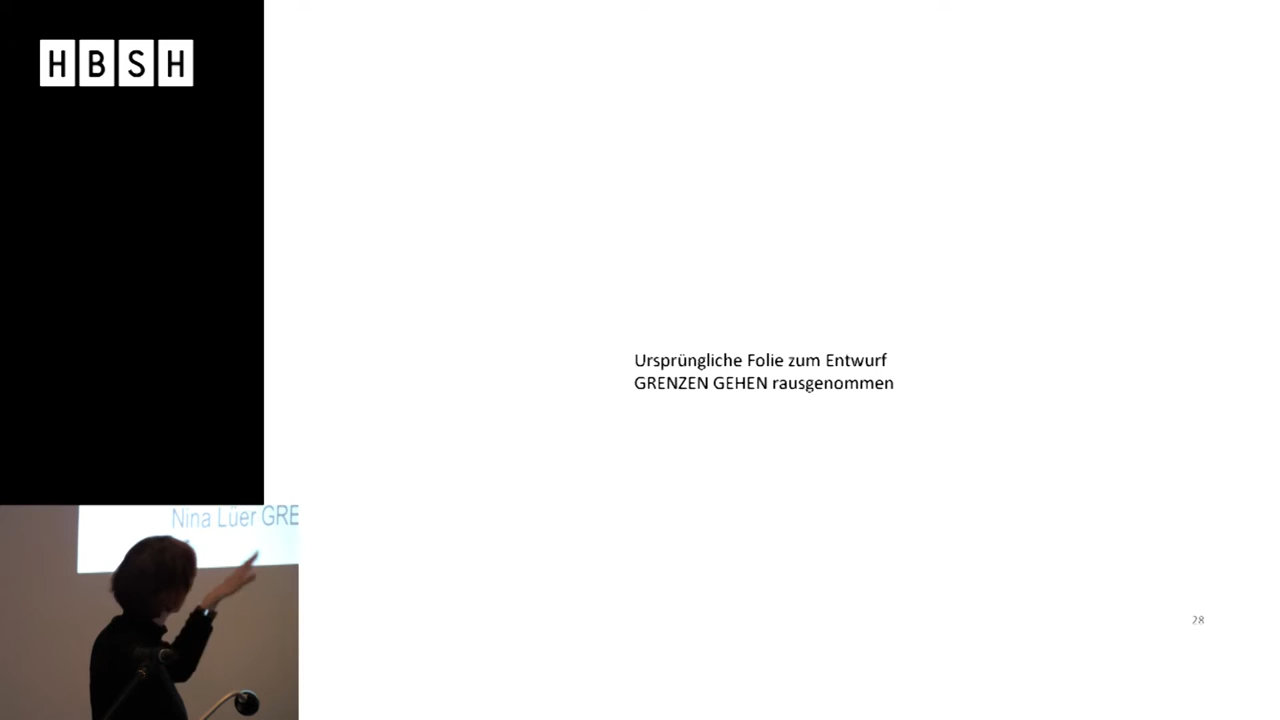 HBSH
Ursprüngliche Folie zum Entwurf
GRENZEN GEHEN rausgenommen
Nina Lüer GRE
28